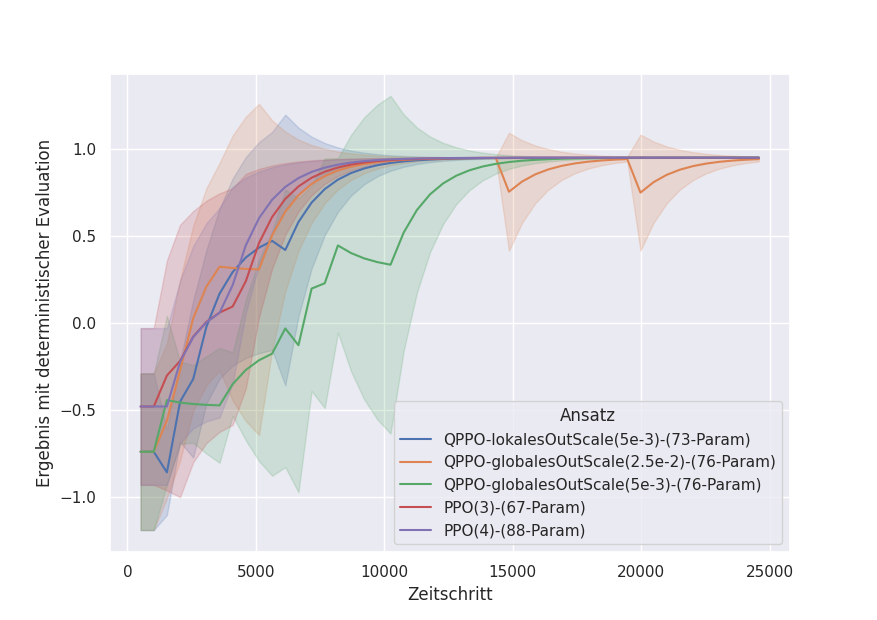 Ergebnis mit deterministischer Evaluation
1.0
0.5
0.0
−0.5
−1.0
0
5000
10000
15000
20000
25000
Zeitschritt
Ansatz
QPPO-lokalesOutScale(5e-3)-(73-Param)
QPPO-globalesOutScale(2.5e-2)-(76-Param)
QPPO-globalesOutScale(5e-3)-(76-Param)
PPO(3)-(67-Param)
PPO(4)-(88-Param)